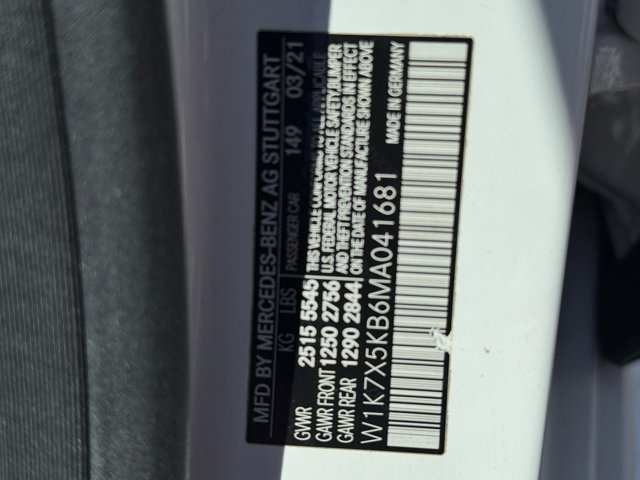 MFD BY MERCEDES-BENZ AG STUTTGART
KG LBS PASSENGER CAR 149 03/21
GVWR 2515 5545
GAWR FRONT 1250 2756
GAWR REAR 1290 2844
THIS VEHICLE CONFORMS TO ALL APPLICABLE
U.S. FEDERAL MOTOR VEHICLE SAFETY, BUMPER
AND THEFT PREVENTION STANDARDS IN EFFECT
ON THE DATE OF MANUFACTURE SHOWN ABOVE
W1K7X5KB6MA041681 MADE IN GERMANY